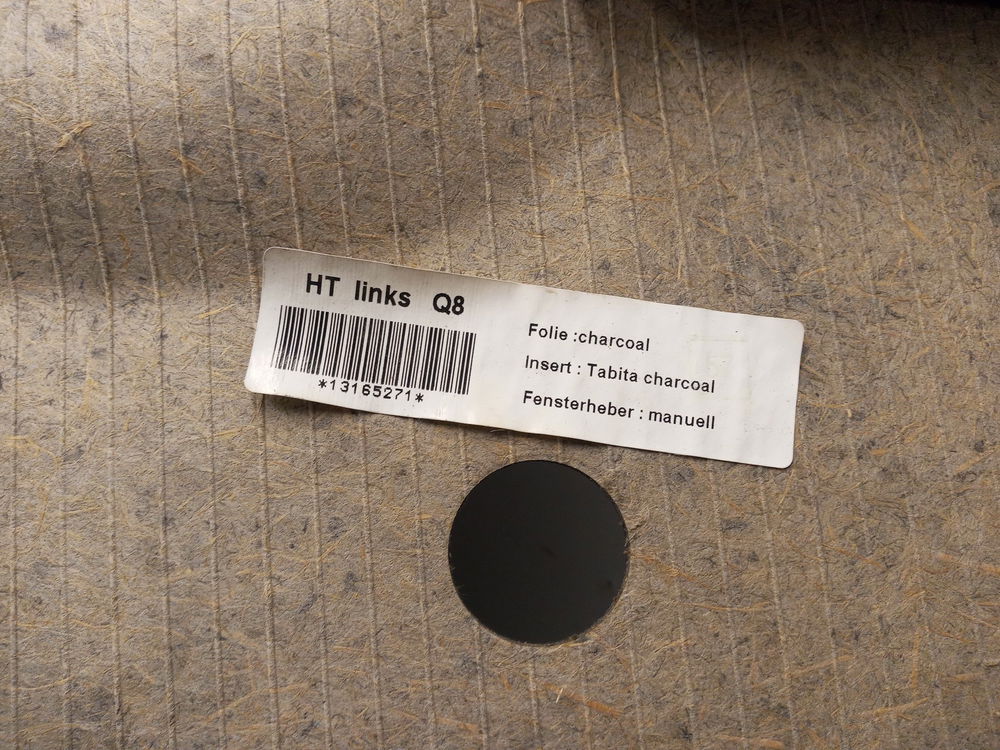 HT links Q8
*13165271*
Folie :charcoal
Insert : Tabita charcoal
Fensterheber : manuell